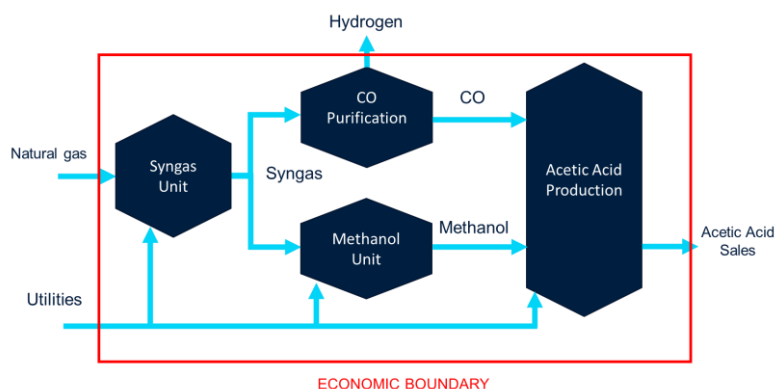 Hydrogen
CO
Purification
CO
Natural gas
Syngas
Unit
Syngas
Acetic Acid
Production
Methanol
Unit
Methanol
Acetic Acid
Sales
Utilities
ECONOMIC BOUNDARY